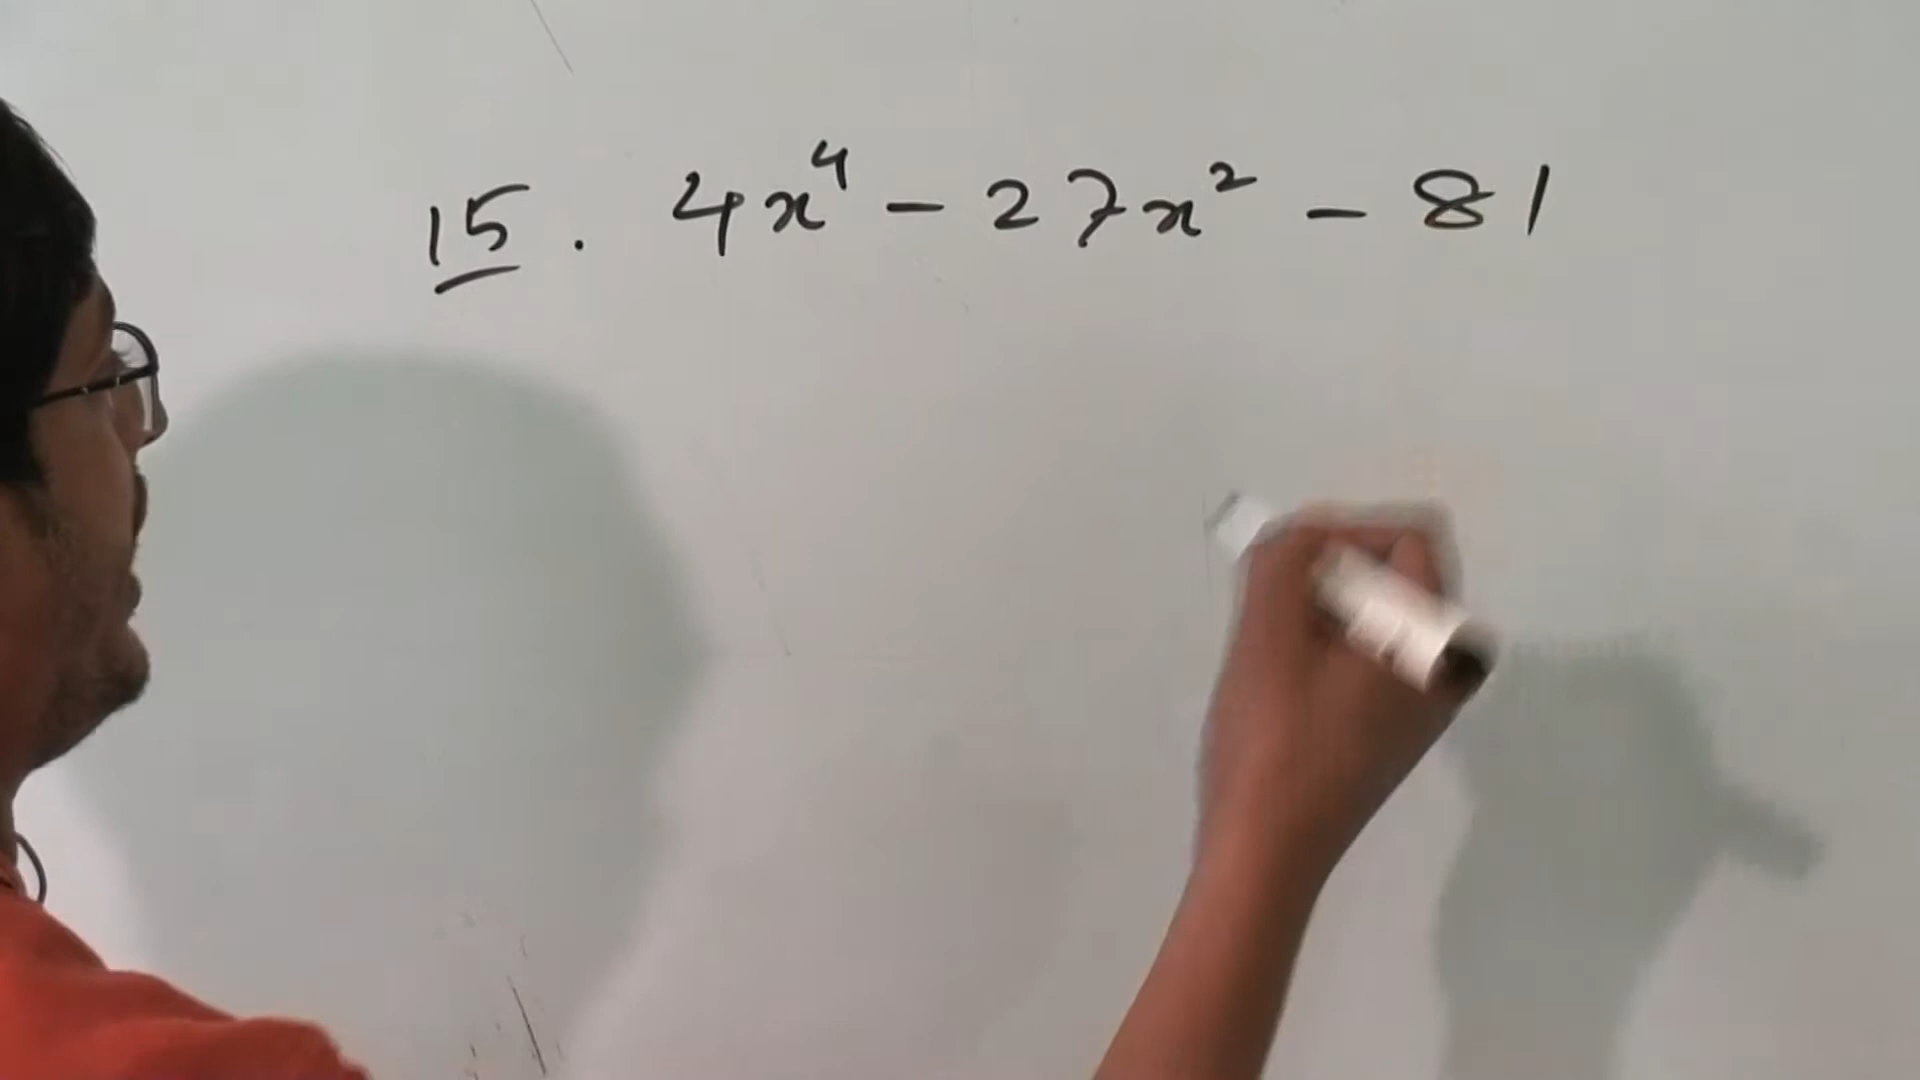 15. 4x⁴ - 27x² - 81